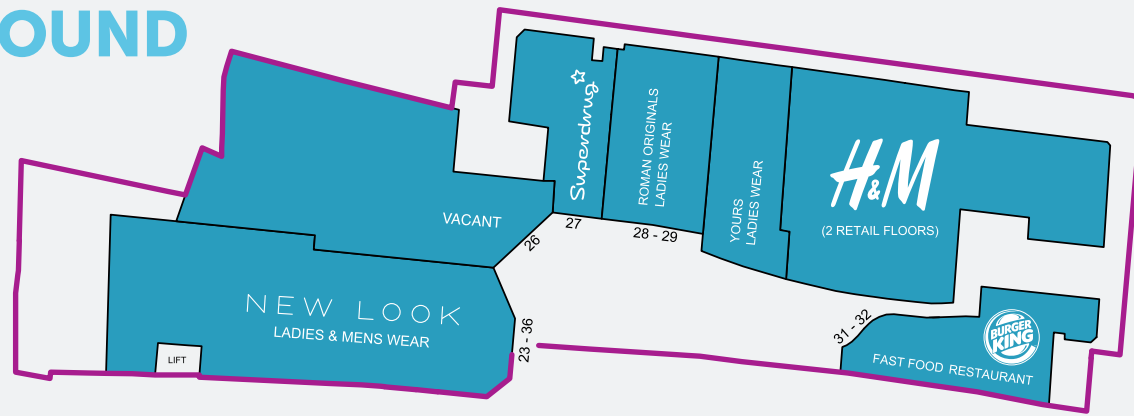 OUND
Superdrug
ROMAN ORIGINALS
LADIES WEAR
YOURS
LADIES WEAR
H&M
(2 RETAIL FLOORS)
VACANT
26
27
28 - 29
NEW LOOK
LADIES & MENS WEAR
LIFT
23 - 36
31 - 32
BURGER
KING
FAST FOOD RESTAURANT